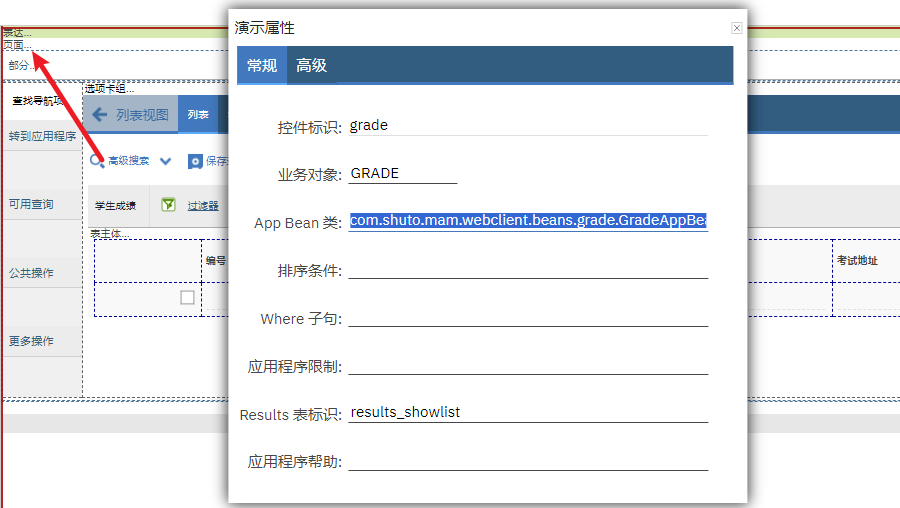 表达...
页面...
部分...
查找导航项
转到应用程序
可用查询
公共操作
更多操作
选项卡组...
列表视图
列表
高级搜索
学生成绩
过滤器
表主体...
编号
考试地址
演示属性
常规
高级
控件标识: grade
业务对象: GRADE
App Bean 类: com.shuto.mam.webclient.beans.grade.GradeAppBea
排序条件:
Where 子句:
应用程序限制:
Results 表标识: results_showlist
应用程序帮助: